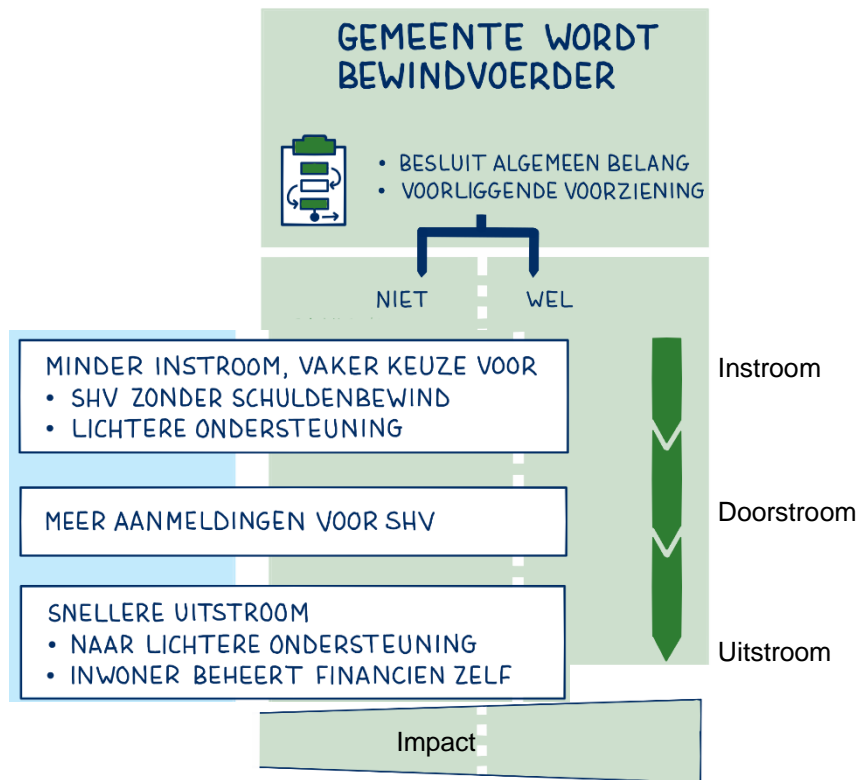 GEMEENTE WORDT
BEWINDVOERDER
• BESLUIT ALGEMEEN BELANG
• VOORLIGGENDE VOORZIENING
NIET
WEL
MINDER INSTROOM, VAKER KEUZE VOOR
• SHV ZONDER SCHULDENBEWIND
• LICHTERE ONDERSTEUNING
Instroom
MEER AANMELDINGEN VOOR SHV
Doorstroom
SNELLERE UITSTROOM
• NAAR LICHTERE ONDERSTEUNING
• INWONER BEHEERT FINANCIEN ZELF
Uitstroom
Impact